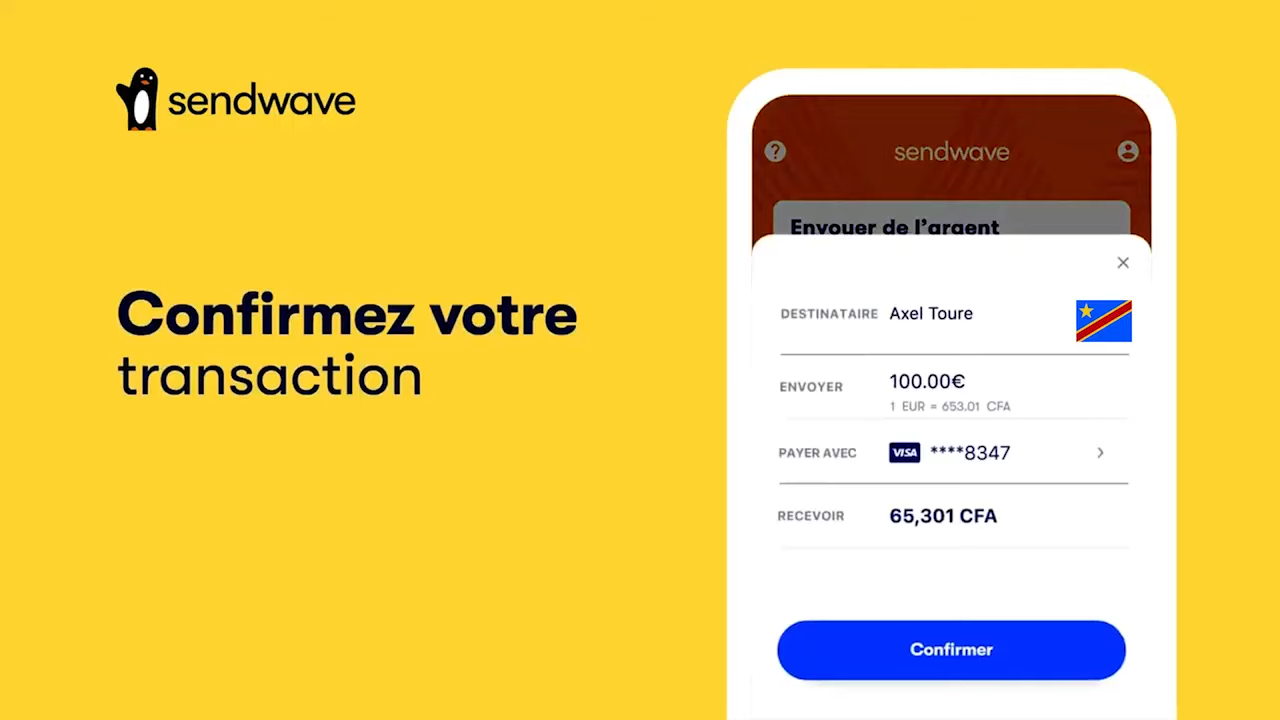 sendwave
Confirmez votre
transaction
sendwave
Envoyer de l'argent
DESTINATAIRE Axel Toure
ENVOYER 100.00€
1 EUR = 653.01 CFA
PAYER AVEC VISA ****8347
RECEVOIR 65,301 CFA
Confirmer